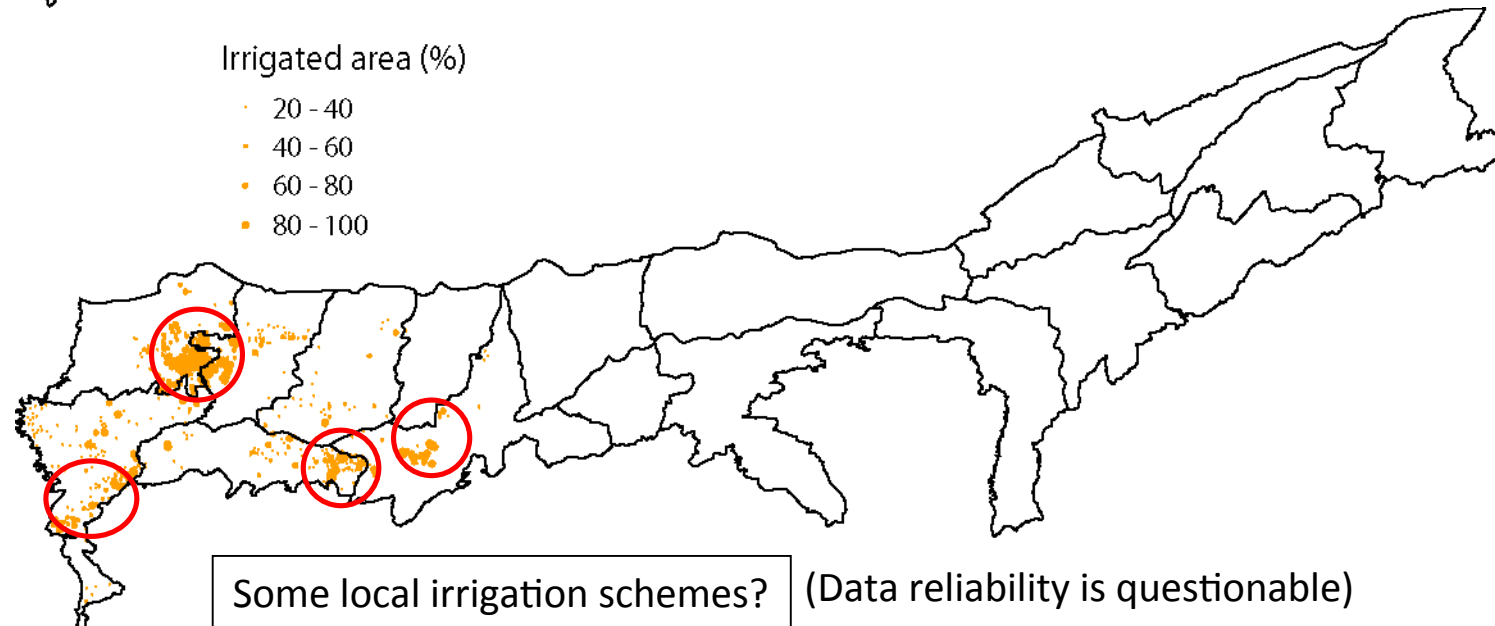 Irrigated area (%)
20 - 40
40 - 60
60 - 80
80 - 100
Some local irrigation schemes? (Data reliability is questionable)